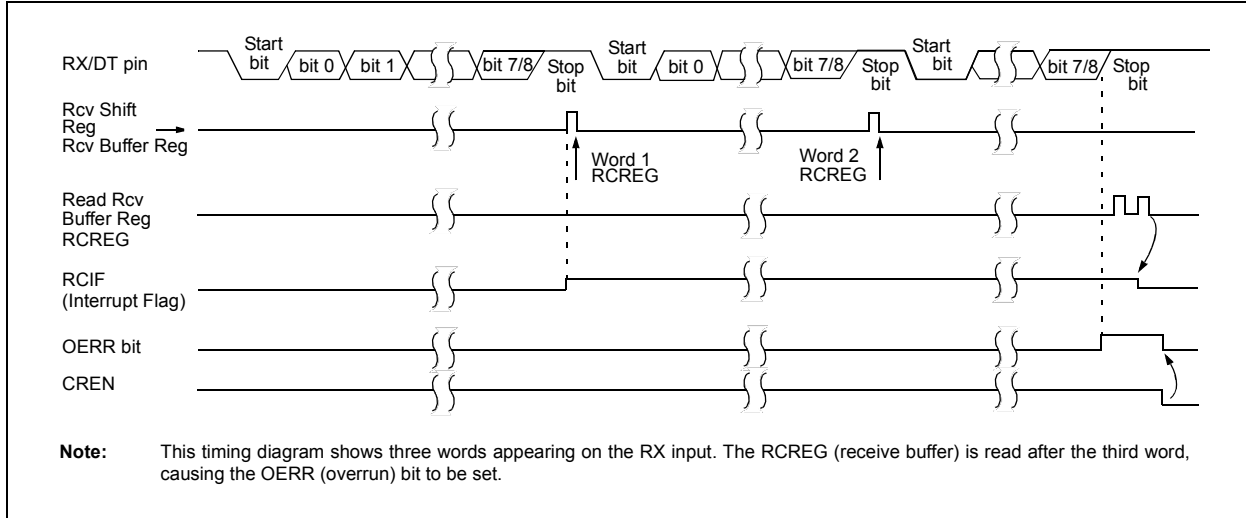 RX/DT pin
Start
bit
bit 0
bit 1
bit 7/8
Stop
bit
Start
bit
bit 0
bit 7/8
Stop
bit
Start
bit
bit 7/8
Stop
bit
Rcv Shift
Reg
Rcv Buffer Reg
Word 1
RCREG
Word 2
RCREG
Read Rcv
Buffer Reg
RCREG
RCIF
(Interrupt Flag)
OERR bit
CREN
Note: This timing diagram shows three words appearing on the RX input. The RCREG (receive buffer) is read after the third word,
causing the OERR (overrun) bit to be set.